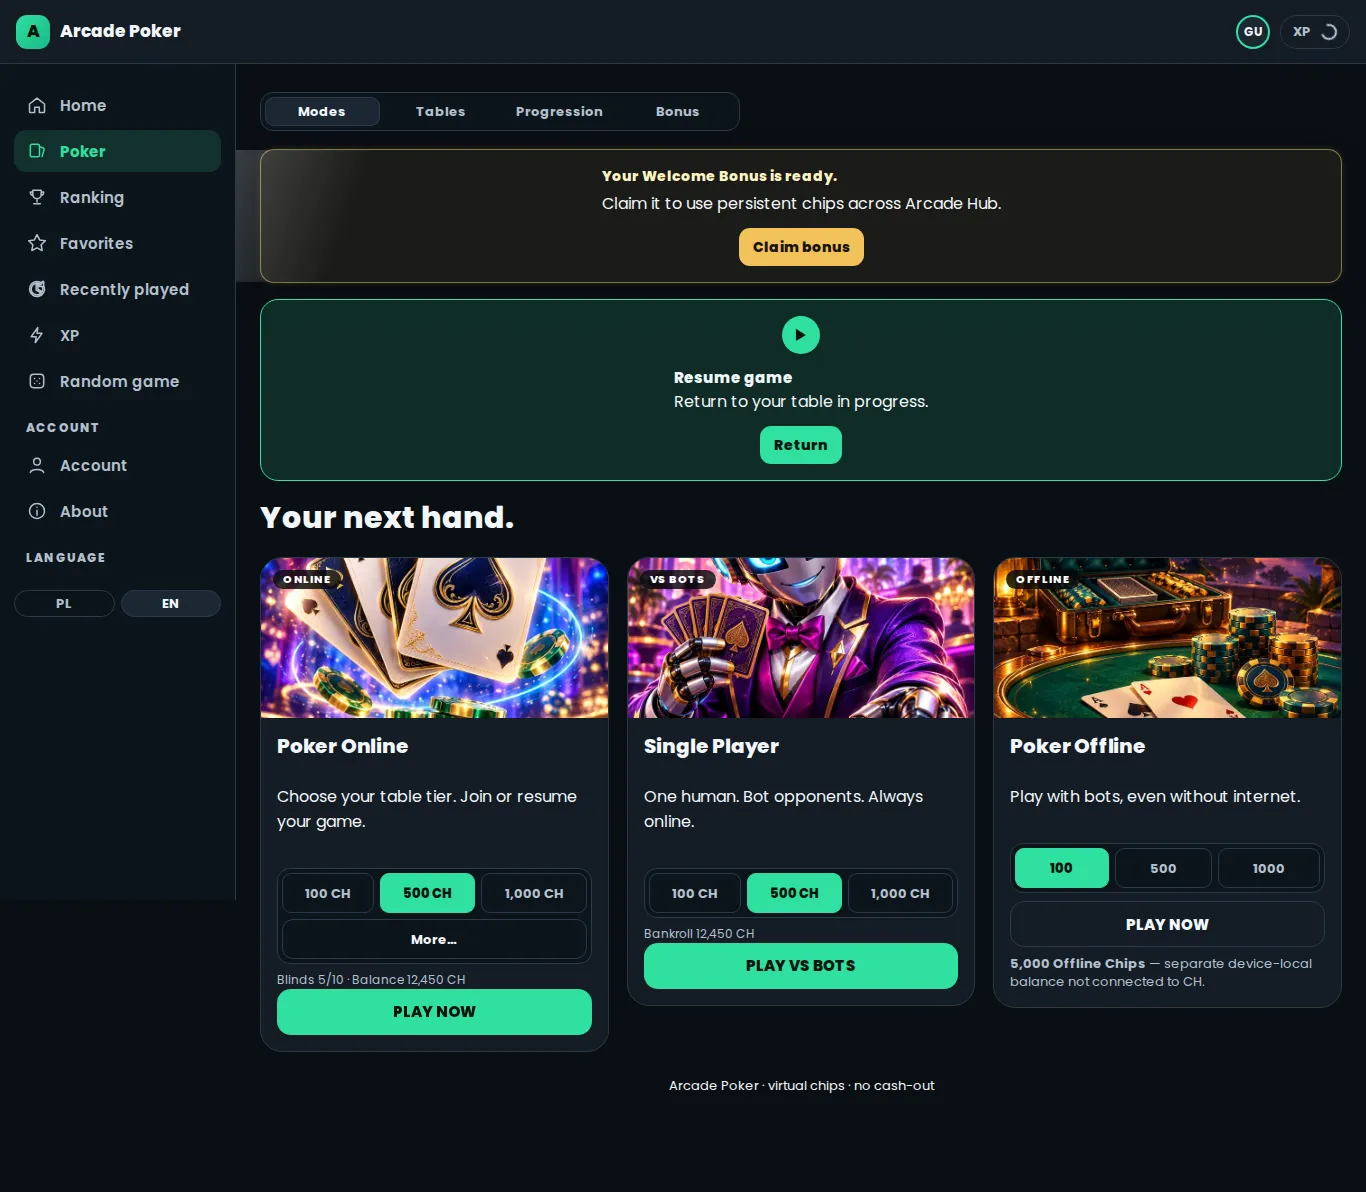 A Arcade Poker
GU
XP
Home
Poker
Ranking
Favorites
Recently played
XP
Random game
ACCOUNT
Account
About
LANGUAGE
PL
EN
Modes
Tables
Progression
Bonus
Your Welcome Bonus is ready.
Claim it to use persistent chips across Arcade Hub.
Claim bonus
Resume game
Return to your table in progress.
Return
Your next hand.
ONLINE
Poker Online
Choose your table tier. Join or resume
your game.
100 CH
500 CH
1,000 CH
More...
Blinds 5/10 · Balance 12,450 CH
PLAY NOW
VS BOTS
Single Player
One human. Bot opponents. Always
online.
100 CH
500 CH
1,000 CH
Bankroll 12,450 CH
PLAY VS BOTS
OFFLINE
Poker Offline
Play with bots, even without internet.
100
500
1000
PLAY NOW
5,000 Offline Chips — separate device-local
balance not connected to CH.
Arcade Poker · virtual chips · no cash-out